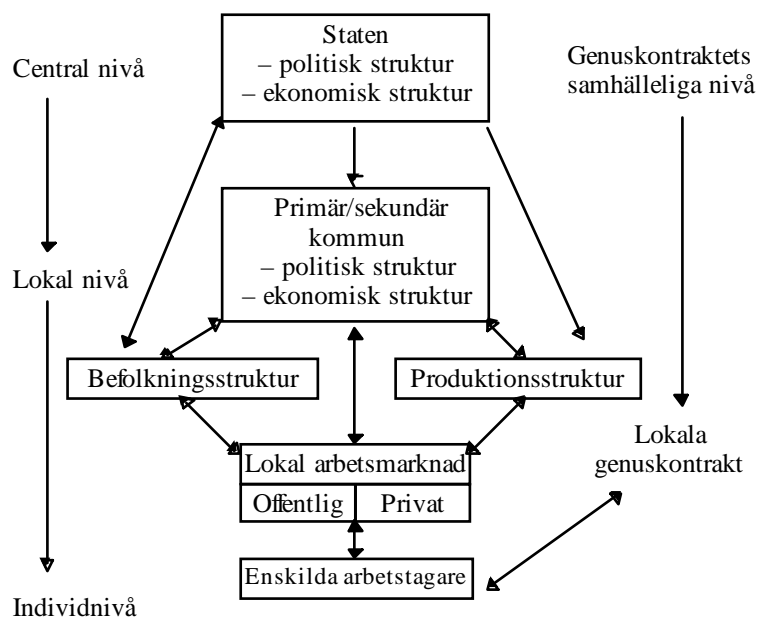 Staten
– politisk struktur
– ekonomisk struktur
Central nivå
Genuskontraktets
samhälleliga nivå
Primär/sekundär
kommun
– politisk struktur
– ekonomisk struktur
Lokal nivå
Befolkningsstruktur
Produktionsstruktur
Lokal arbetsmarknad
Offentlig
Privat
Lokala
genuskontrakt
Enskilda arbetstagare
Individnivå